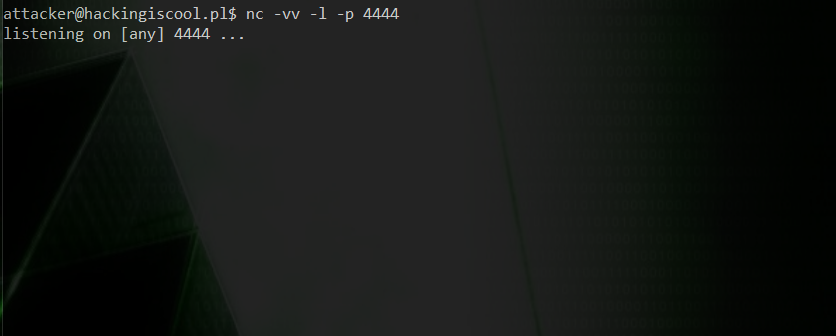 attacker@hackingiscool.pl$ nc -vv -l -p 4444
listening on [any] 4444 ...